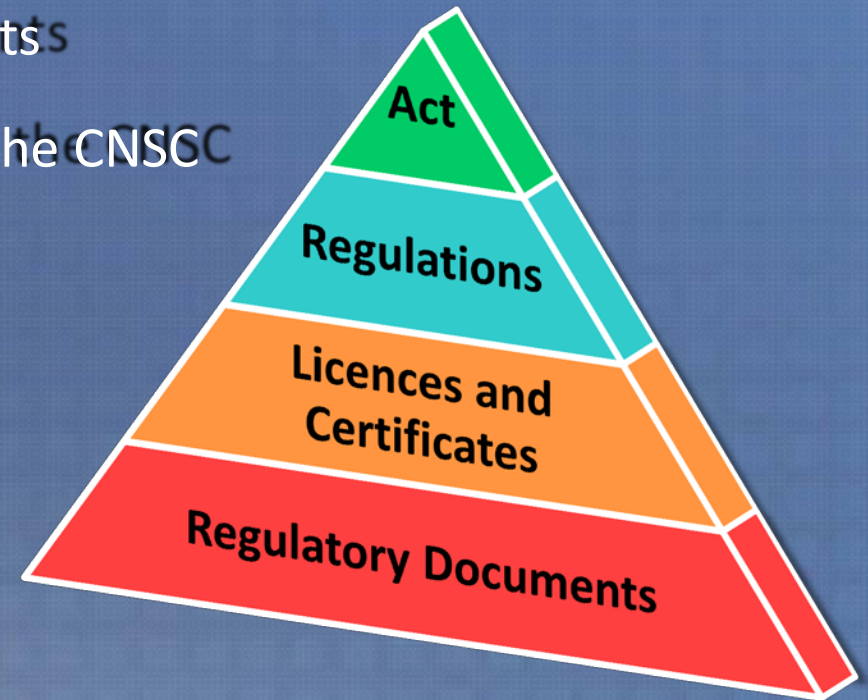 ts
he CNSC
Act
Regulations
Licences and
Certificates
Regulatory Documents